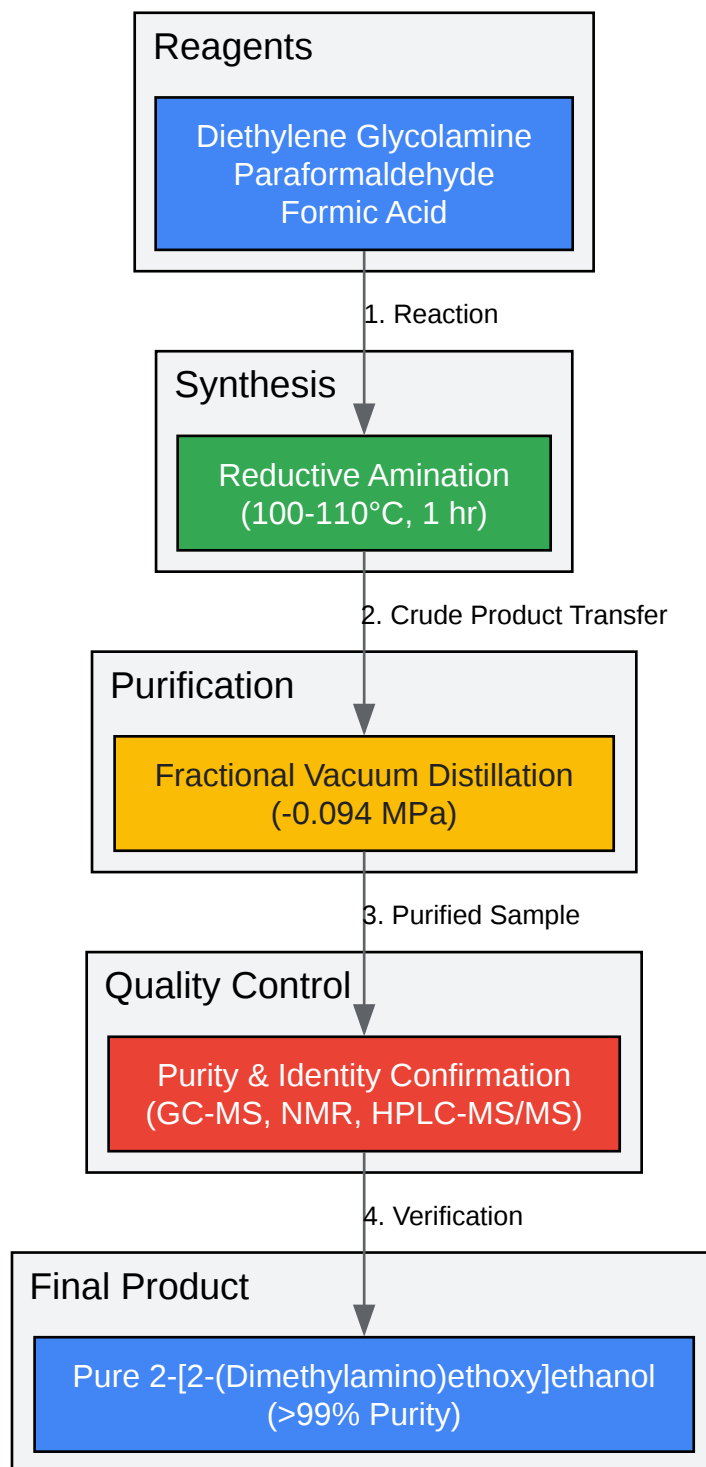 Reagents
Diethylene Glycolamine
Paraformaldehyde
Formic Acid
1. Reaction
Synthesis
Reductive Amination
(100-110°C, 1 hr)
2. Crude Product Transfer
Purification
Fractional Vacuum Distillation
(-0.094 MPa)
3. Purified Sample
Quality Control
Purity & Identity Confirmation
(GC-MS, NMR, HPLC-MS/MS)
4. Verification
Final Product
Pure 2-[2-(Dimethylamino)ethoxy]ethanol
(>99% Purity)